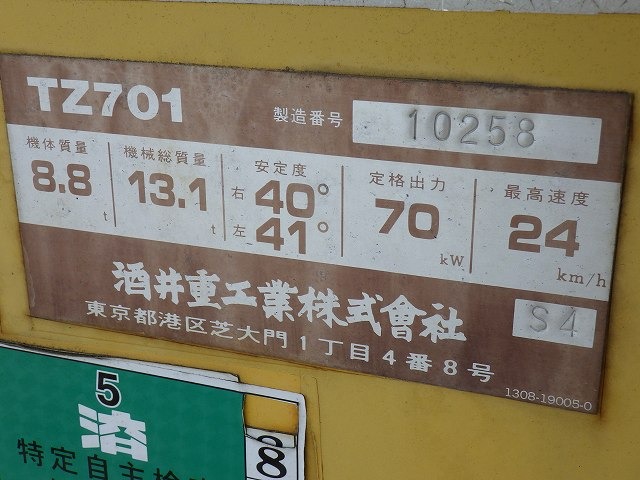 TZ701
製造番号 10258
機体質量 機械総質量 安定度 定格出力 最高速度
8.8 t 13.1 t 右 40° 左 41° 70 kW 24 km/h
酒井重工業株式會社
S4
東京都港区芝大門1丁目4番8号
1308-19005-0
5
済
8
特定自主検